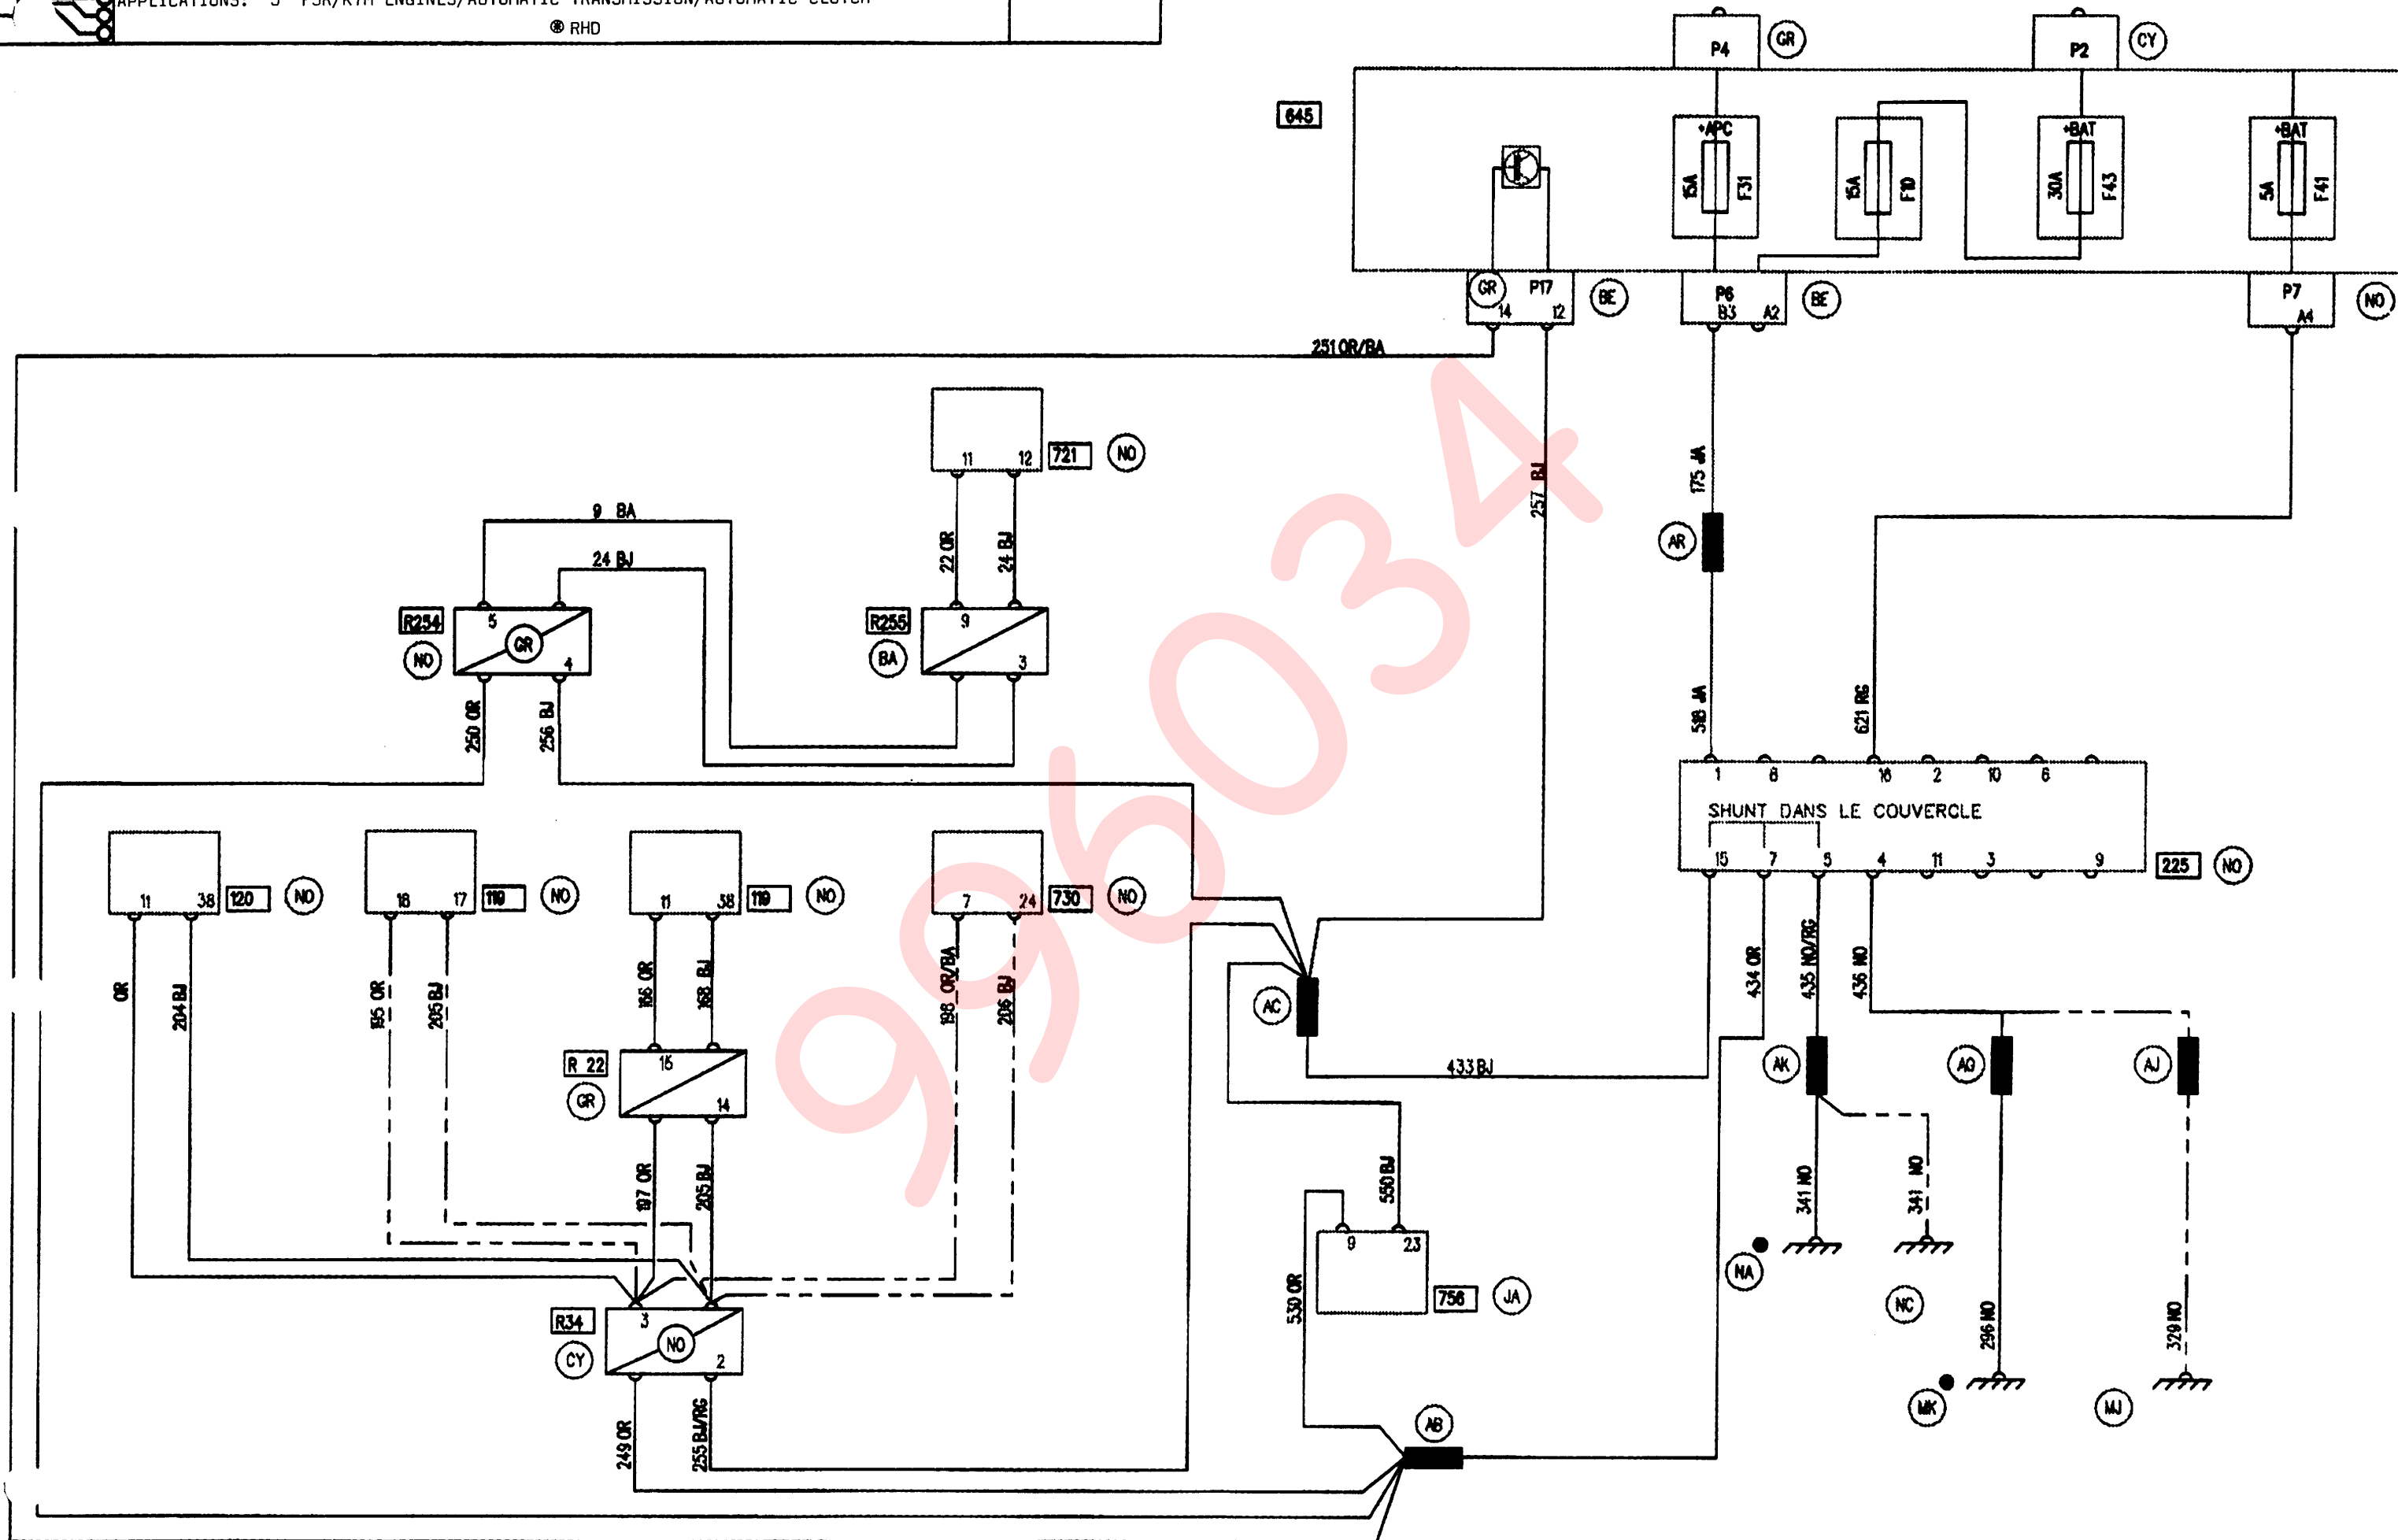 APPLICATIONS:
ENGINES/AUTOMATIC TRANSMISSION/AUTOMATIC CLUTCH
® RHD
P4 GR
P2 CY
645
+APC
15A F31
15A F10
+BAT
30A F43
+BAT
5A F41
GR P17 BE
14 12
P6 BE
B3 A2
P7 NO
A4
251 OR/BA
721 NO
11 12
22 OR
24 BJ
257 BJ
175 JA
AR
9 BA
24 BJ
R254 NO
5 GR 4
R255 BA
9 3
250 OR
256 BJ
518 JA
621 RG
1 8 16 2 10 6
SHUNT DANS LE COUVERCLE
15 7 5 4 11 3 9
225 NO
11 38 120 NO
18 17 119 NO
11 38 119 NO
7 24 730 NO
OR
204 BJ
195 OR
205 BJ
166 OR
168 BJ
198 OR/BA
206 BJ
434 OR
435 NO/RG
436 NO
AC
433 BJ
AK
AQ
AJ
R 22 GR
15 14
197 OR
205 BJ
550 BJ
530 OR
341 NO
341 NO
NA
NC
9 23
756 JA
296 NO
329 NO
MK
MJ
R34 CY
3 NO 2
249 OR
255 BJ/RG
AB
996034